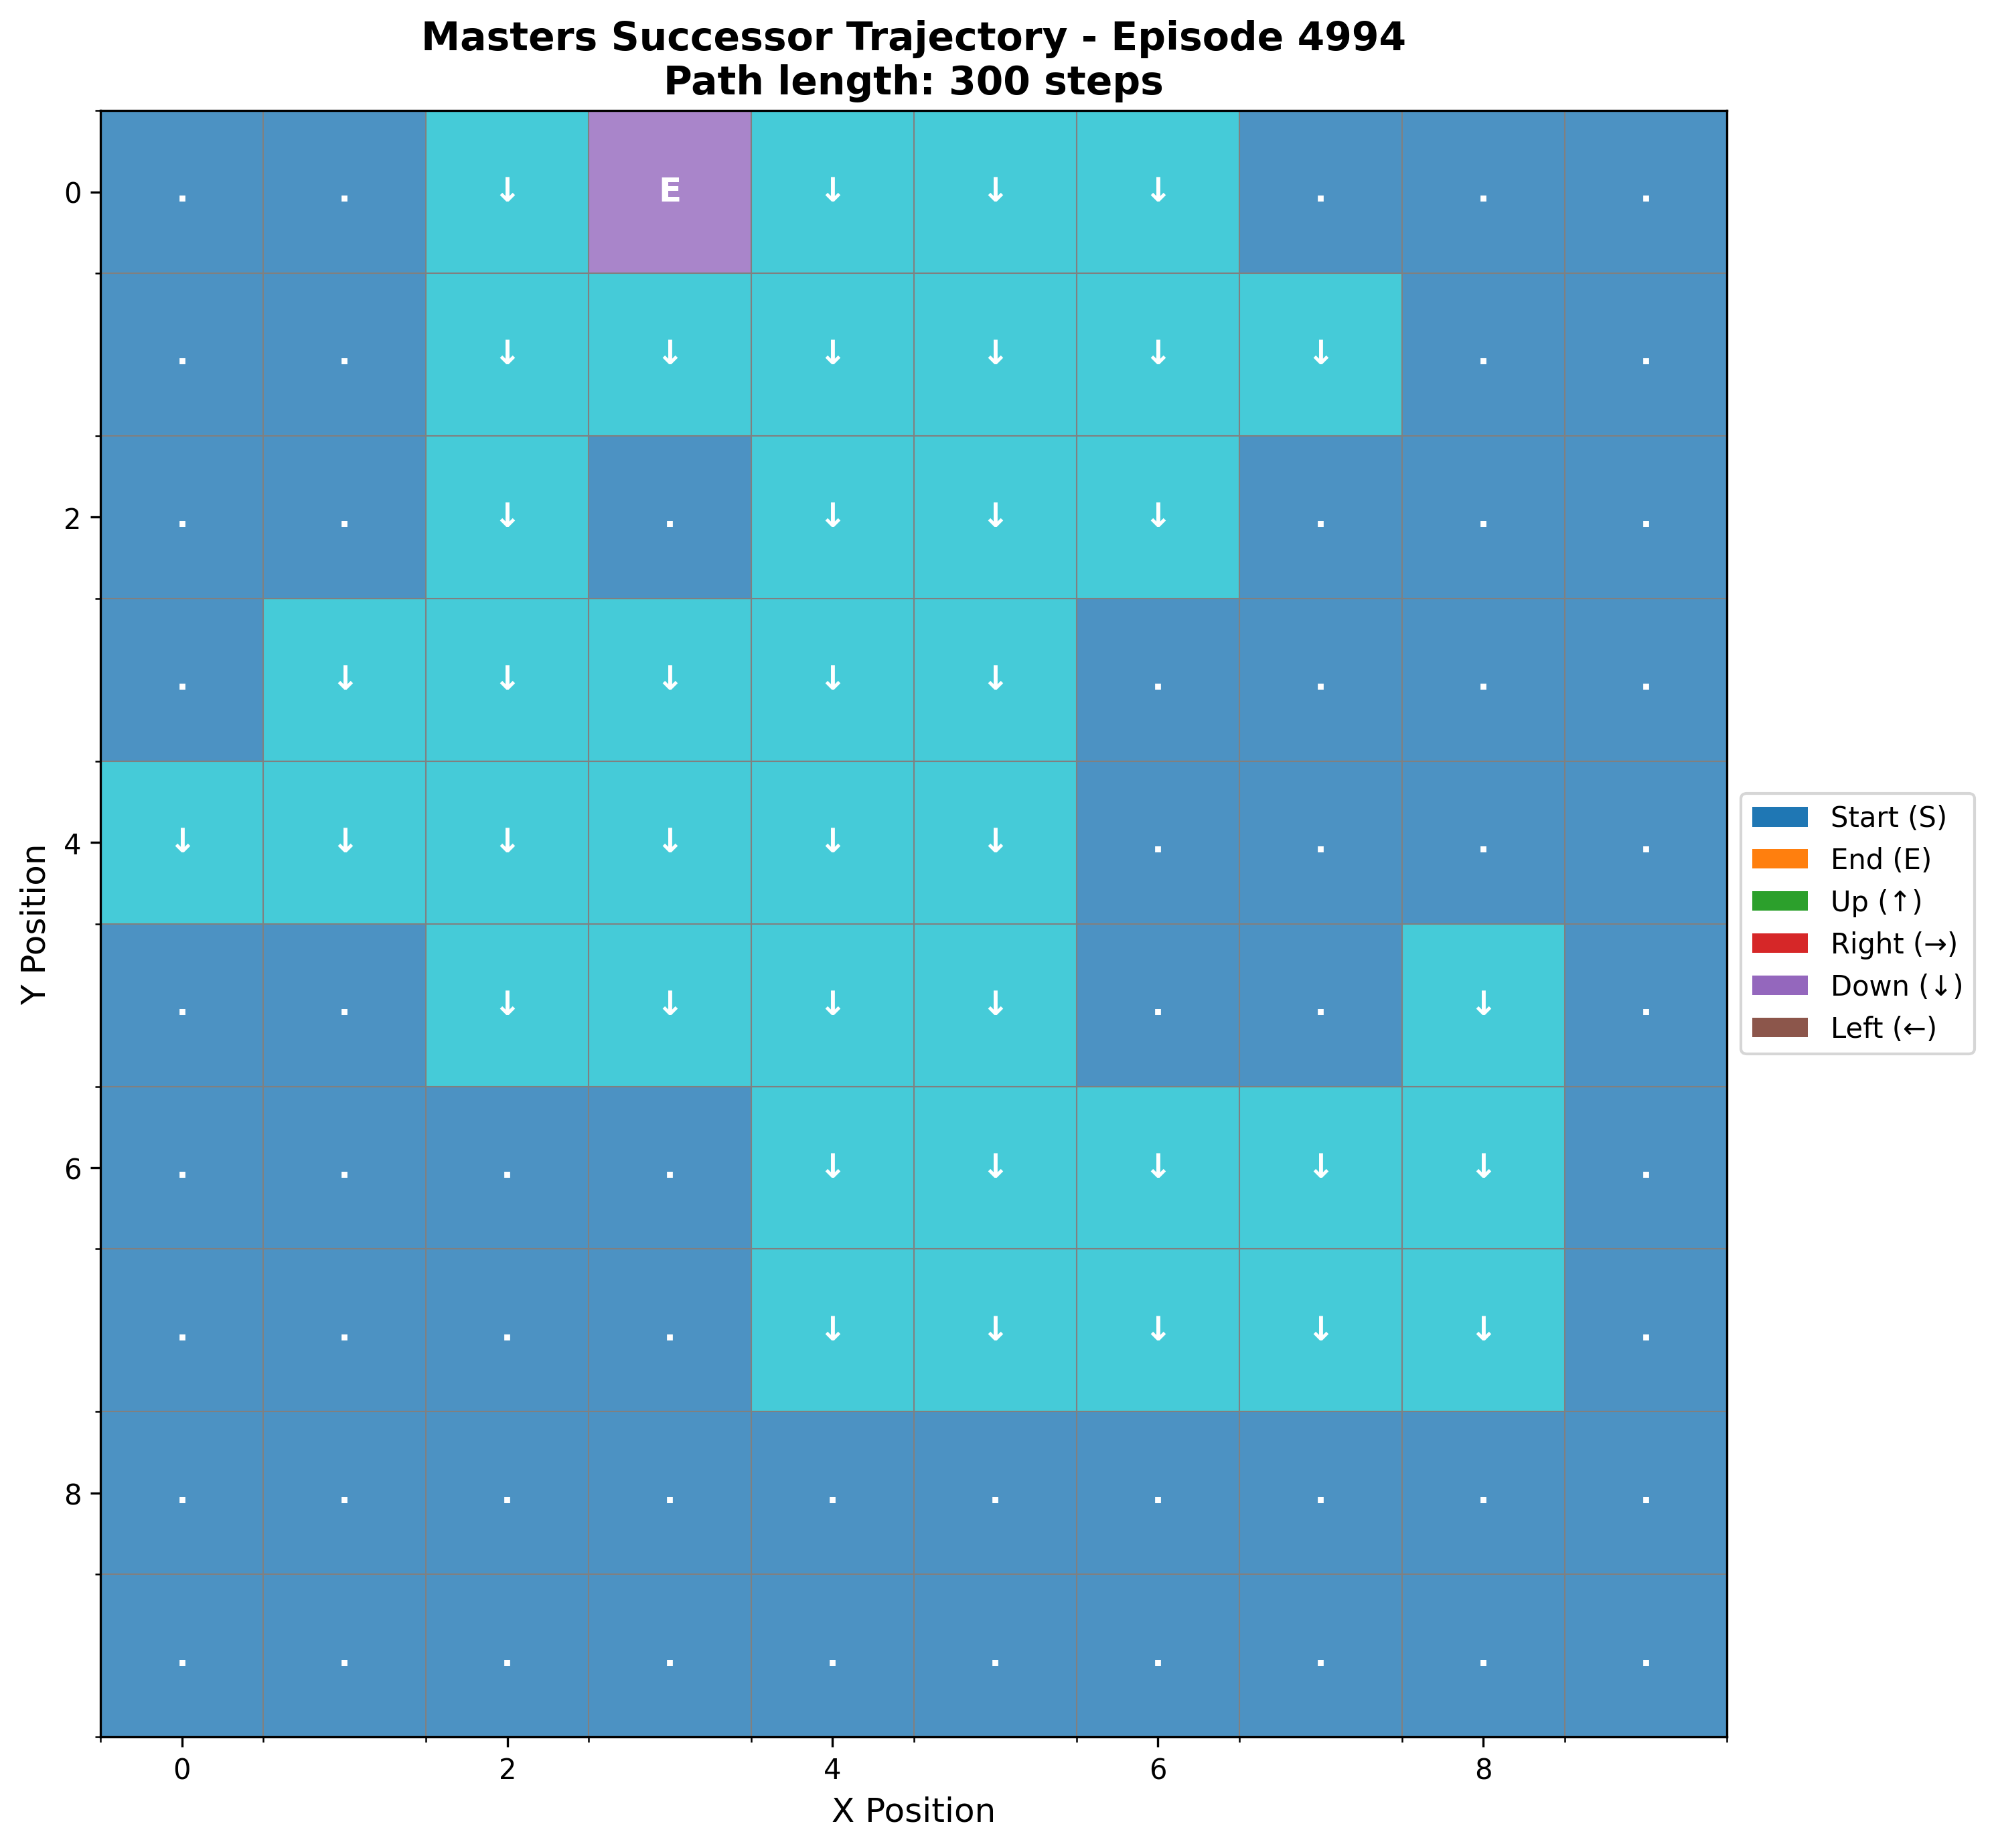 Masters Successor Trajectory - Episode 4994
Path length: 300 steps
0 . . ↓ E ↓ ↓ ↓ . . .
. . ↓ ↓ ↓ ↓ ↓ ↓ . .
2 . . ↓ . ↓ ↓ ↓ . . .
. ↓ ↓ ↓ ↓ ↓ . . . .
4 ↓ ↓ ↓ ↓ ↓ ↓ . . . .
. . ↓ ↓ ↓ ↓ . . ↓ .
6 . . . . ↓ ↓ ↓ ↓ ↓ .
. . . . ↓ ↓ ↓ ↓ ↓ .
8 . . . . . . . . . .
. . . . . . . . . .
0 2 4 6 8
X Position
Y Position
Start (S)
End (E)
Up (↑)
Right (→)
Down (↓)
Left (←)